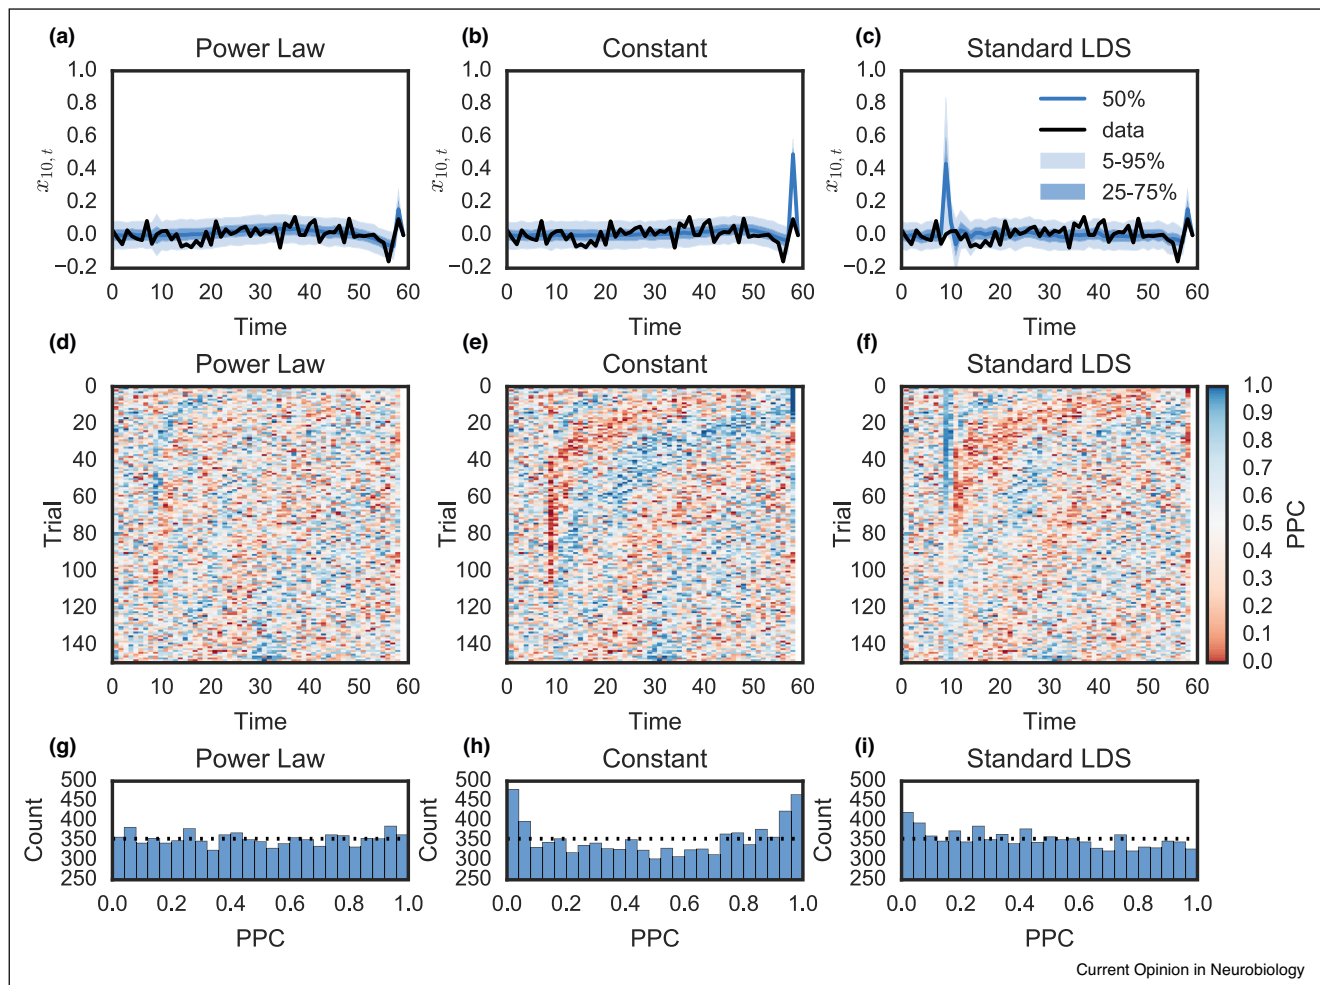 (a) Power Law
(b) Constant
(c) Standard LDS
1.0
0.8
0.6
0.4
0.2
0.0
−0.2
x10,t
0 10 20 30 40 50 60
Time
1.0
0.8
0.6
0.4
0.2
0.0
−0.2
x10,t
0 10 20 30 40 50 60
Time
1.0
0.8
0.6
0.4
0.2
0.0
−0.2
x10,t
50%
data
5-95%
25-75%
0 10 20 30 40 50 60
Time
(d) Power Law
(e) Constant
(f) Standard LDS
0
20
40
60
80
100
120
140
Trial
0 10 20 30 40 50 60
Time
0
20
40
60
80
100
120
140
Trial
0 10 20 30 40 50 60
Time
0
20
40
60
80
100
120
140
Trial
0 10 20 30 40 50 60
Time
1.0
0.9
0.8
0.7
0.6
0.5
0.4
0.3
0.2
0.1
0.0
PPC
(g) Power Law
(h) Constant
(i) Standard LDS
500
450
400
350
300
250
Count
0.0 0.2 0.4 0.6 0.8 1.0
PPC
500
450
400
350
300
250
Count
0.0 0.2 0.4 0.6 0.8 1.0
PPC
500
450
400
350
300
250
Count
0.0 0.2 0.4 0.6 0.8 1.0
PPC
Current Opinion in Neurobiology